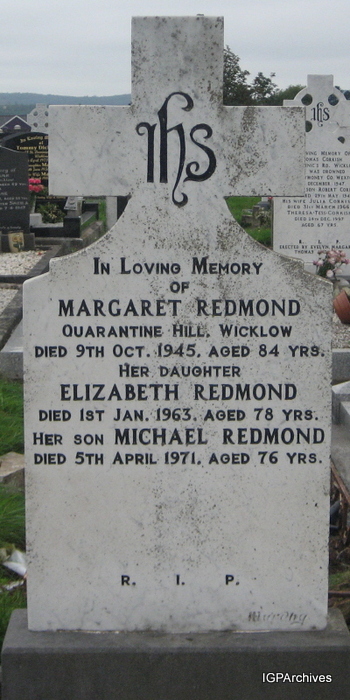 ihs
In Loving Memory
OF
MARGARET REDMOND
Quarantine Hill, Wicklow
DIED 9TH OCT. 1945, AGED 84 YRS.
Her DAUGHTER
ELIZABETH REDMOND
DIED 1ST JAN. 1963, AGED 78 YRS.
Her son MICHAEL REDMOND
DIED 5TH APRIL 1971, AGED 76 YRS.
R. I. P.
IGPArchives